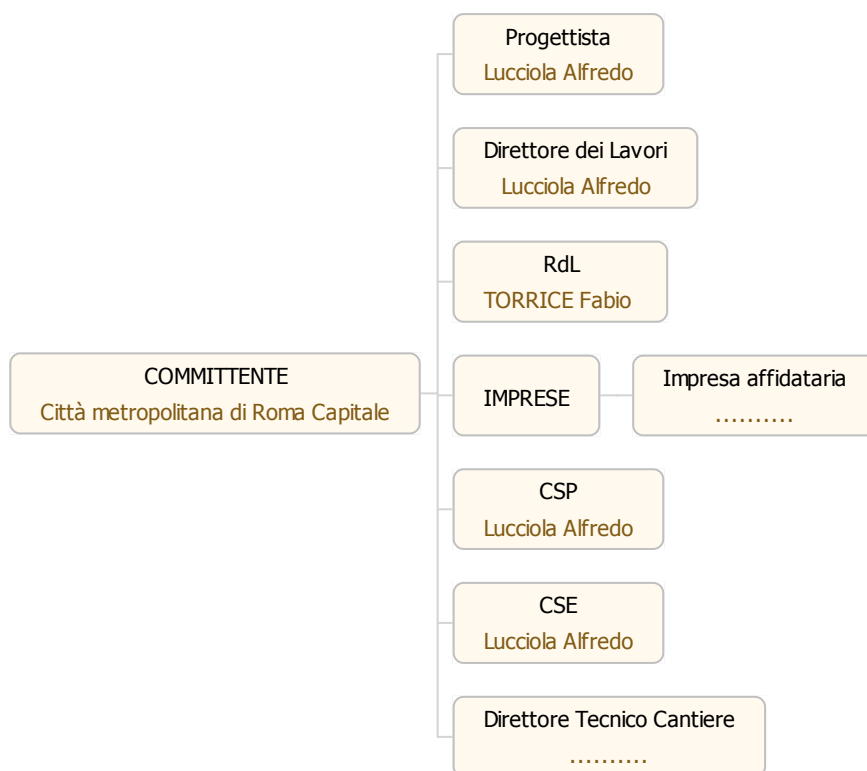 Progettista
Lucciola Alfredo
Direttore dei Lavori
Lucciola Alfredo
RdL
TORRICE Fabio
COMMITTENTE
Città metropolitana di Roma Capitale
IMPRESE
Impresa affidataria
..........
CSP
Lucciola Alfredo
CSE
Lucciola Alfredo
Direttore Tecnico Cantiere
..........